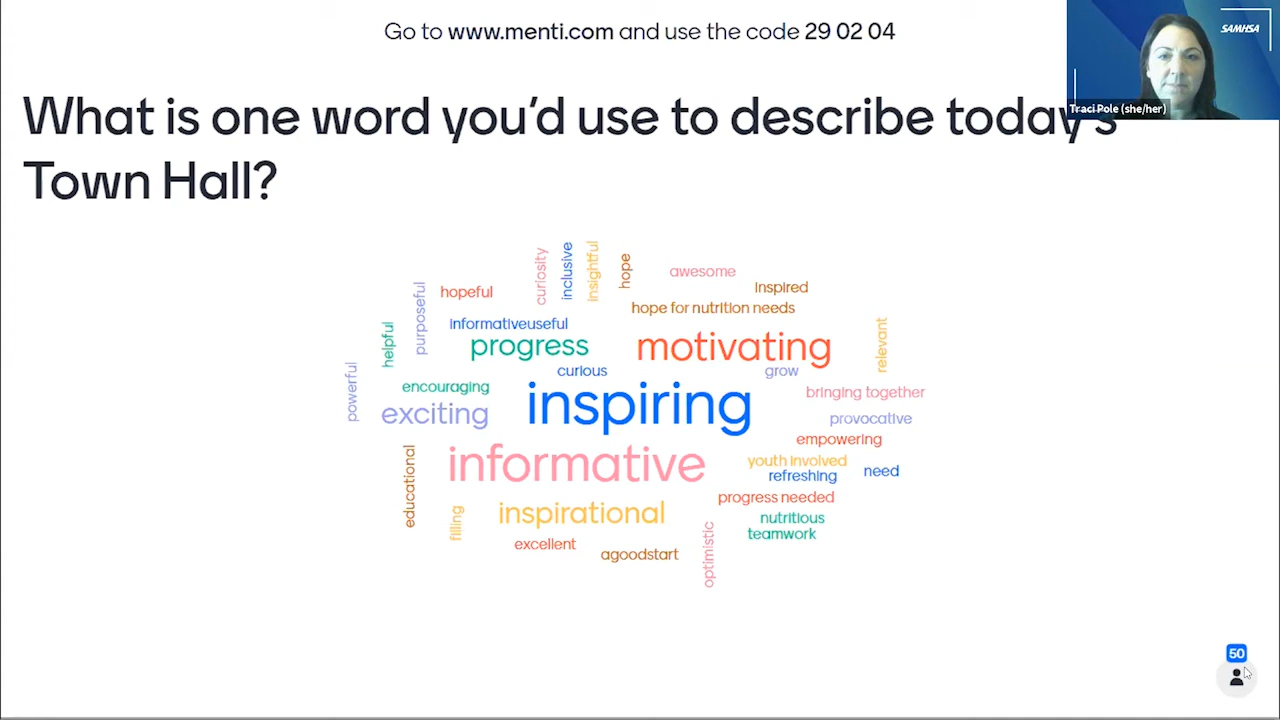 Go to www.menti.com and use the code 29 02 04
SAMHSA
Traci Pole (she/her)
What is one word you'd use to describe today's
Town Hall?
curiosity
inclusive
insightful
hope
awesome
inspired
hopeful
purposeful
hope for nutrition needs
informativeuseful
helpful
progress
motivating
relevant
curious
grow
powerful
encouraging
bringing together
exciting
inspiring
provocative
empowering
informative
youth involved
need
refreshing
educational
progress needed
filling
inspirational
nutritious
teamwork
excellent
agoodstart
optimistic
50